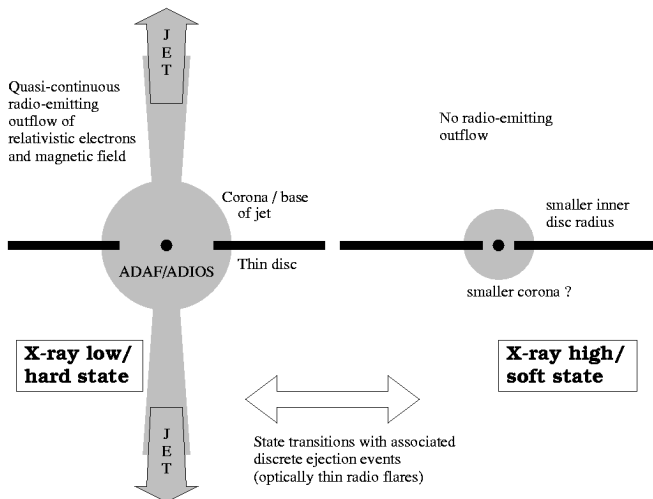 J
E
T
Quasi-continuous
radio-emitting
outflow of
relativistic electrons
and magnetic field
Corona / base
of jet
Thin disc
ADAF/ADIOS
X-ray low/
hard state
J
E
T
No radio-emitting
outflow
smaller inner
disc radius
smaller corona ?
X-ray high/
soft state
State transitions with associated
discrete ejection events
(optically thin radio flares)